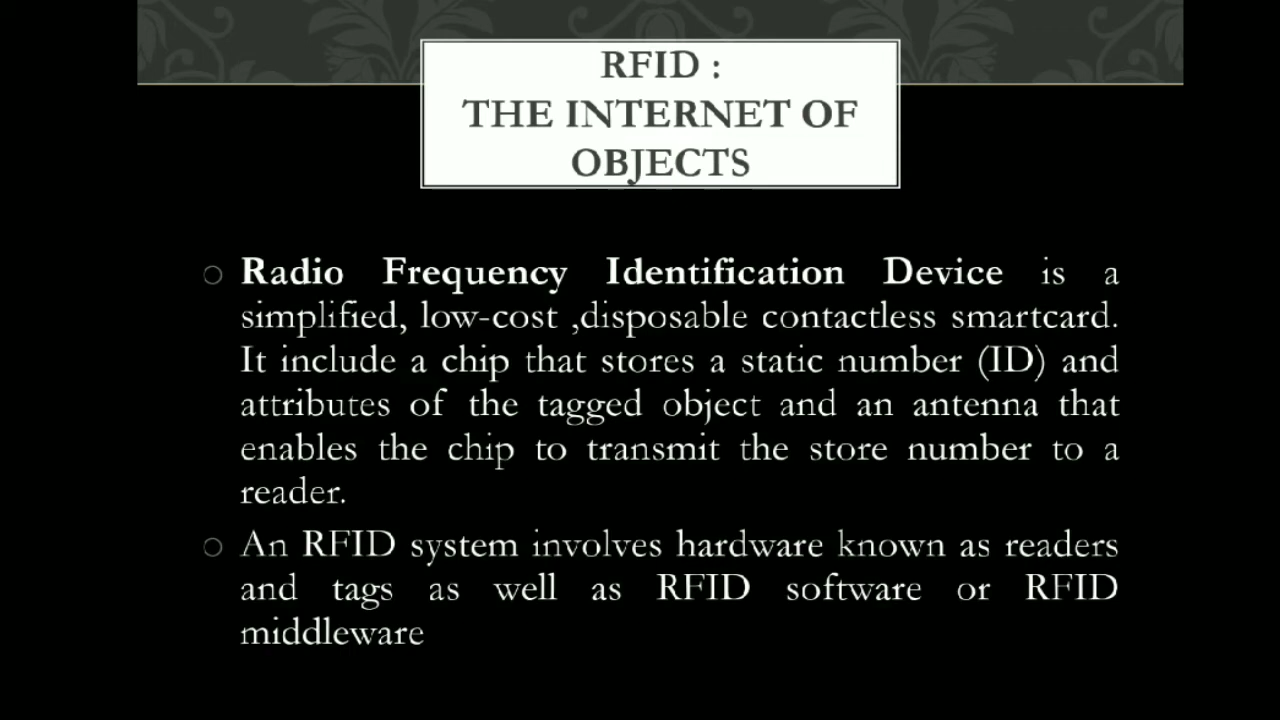 RFID :
THE INTERNET OF
OBJECTS
Radio Frequency Identification Device is a
simplified, low-cost ,disposable contactless smartcard.
It include a chip that stores a static number (ID) and
attributes of the tagged object and an antenna that
enables the chip to transmit the store number to a
reader.
An RFID system involves hardware known as readers
and tags as well as RFID software or RFID
middleware